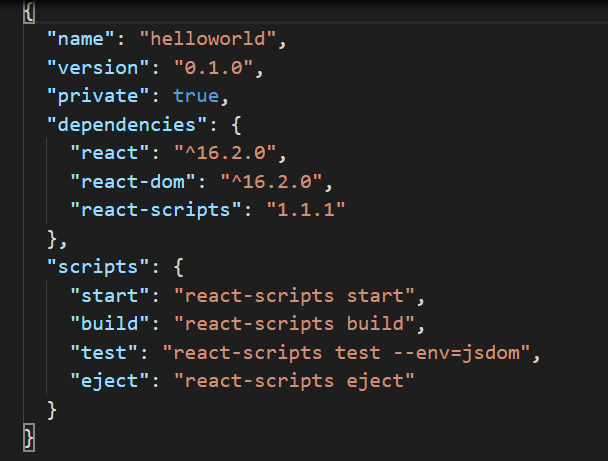 {
  "name": "helloworld",
  "version": "0.1.0",
  "private": true,
  "dependencies": {
    "react": "^16.2.0",
    "react-dom": "^16.2.0",
    "react-scripts": "1.1.1"
  },
  "scripts": {
    "start": "react-scripts start",
    "build": "react-scripts build",
    "test": "react-scripts test --env=jsdom",
    "eject": "react-scripts eject"
  }
}